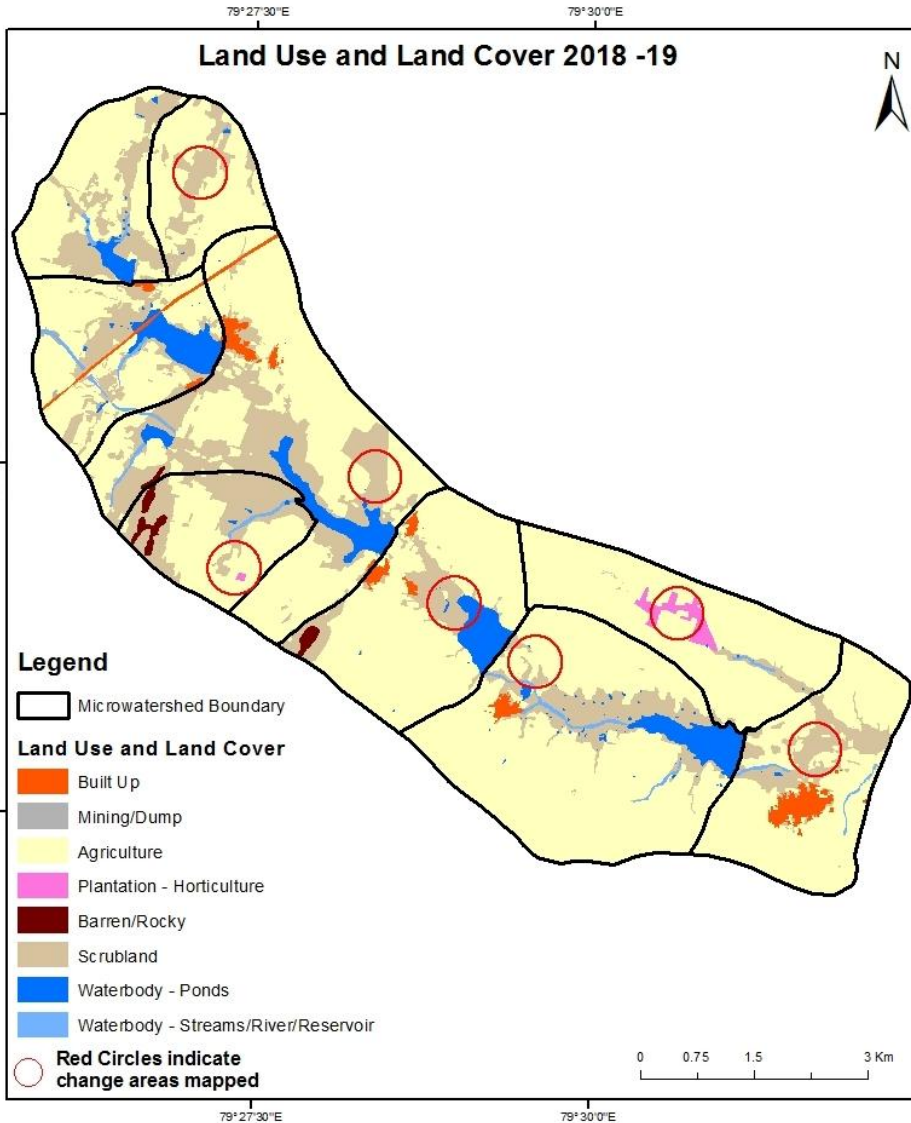 79°27'30"E 79°30'0"E
Land Use and Land Cover 2018 -19
N
Legend
Microwatershed Boundary
Land Use and Land Cover
Built Up
Mining/Dump
Agriculture
Plantation - Horticulture
Barren/Rocky
Scrubland
Waterbody - Ponds
Waterbody - Streams/River/Reservoir
Red Circles indicate
change areas mapped
0 0.75 1.5 3 Km
79°27'30"E 79°30'0"E